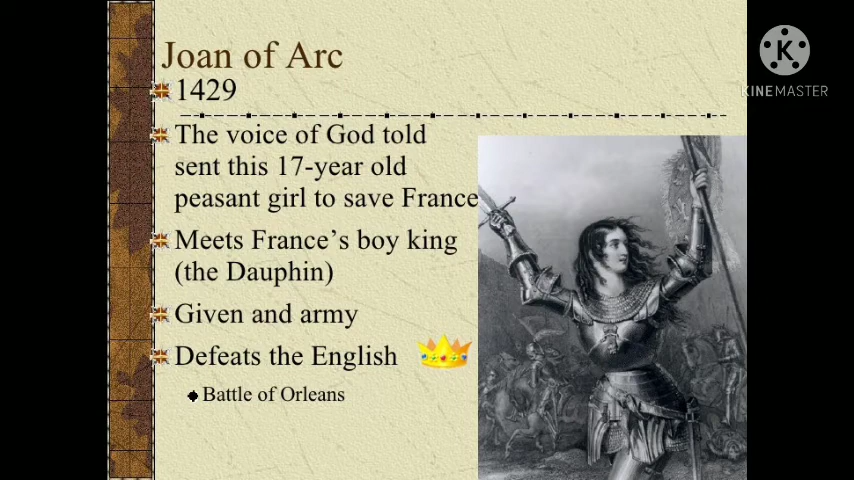 Joan of Arc
1429
The voice of God told
sent this 17-year old
peasant girl to save France
Meets France's boy king
(the Dauphin)
Given and army
Defeats the English
Battle of Orleans
K
KINEMASTER